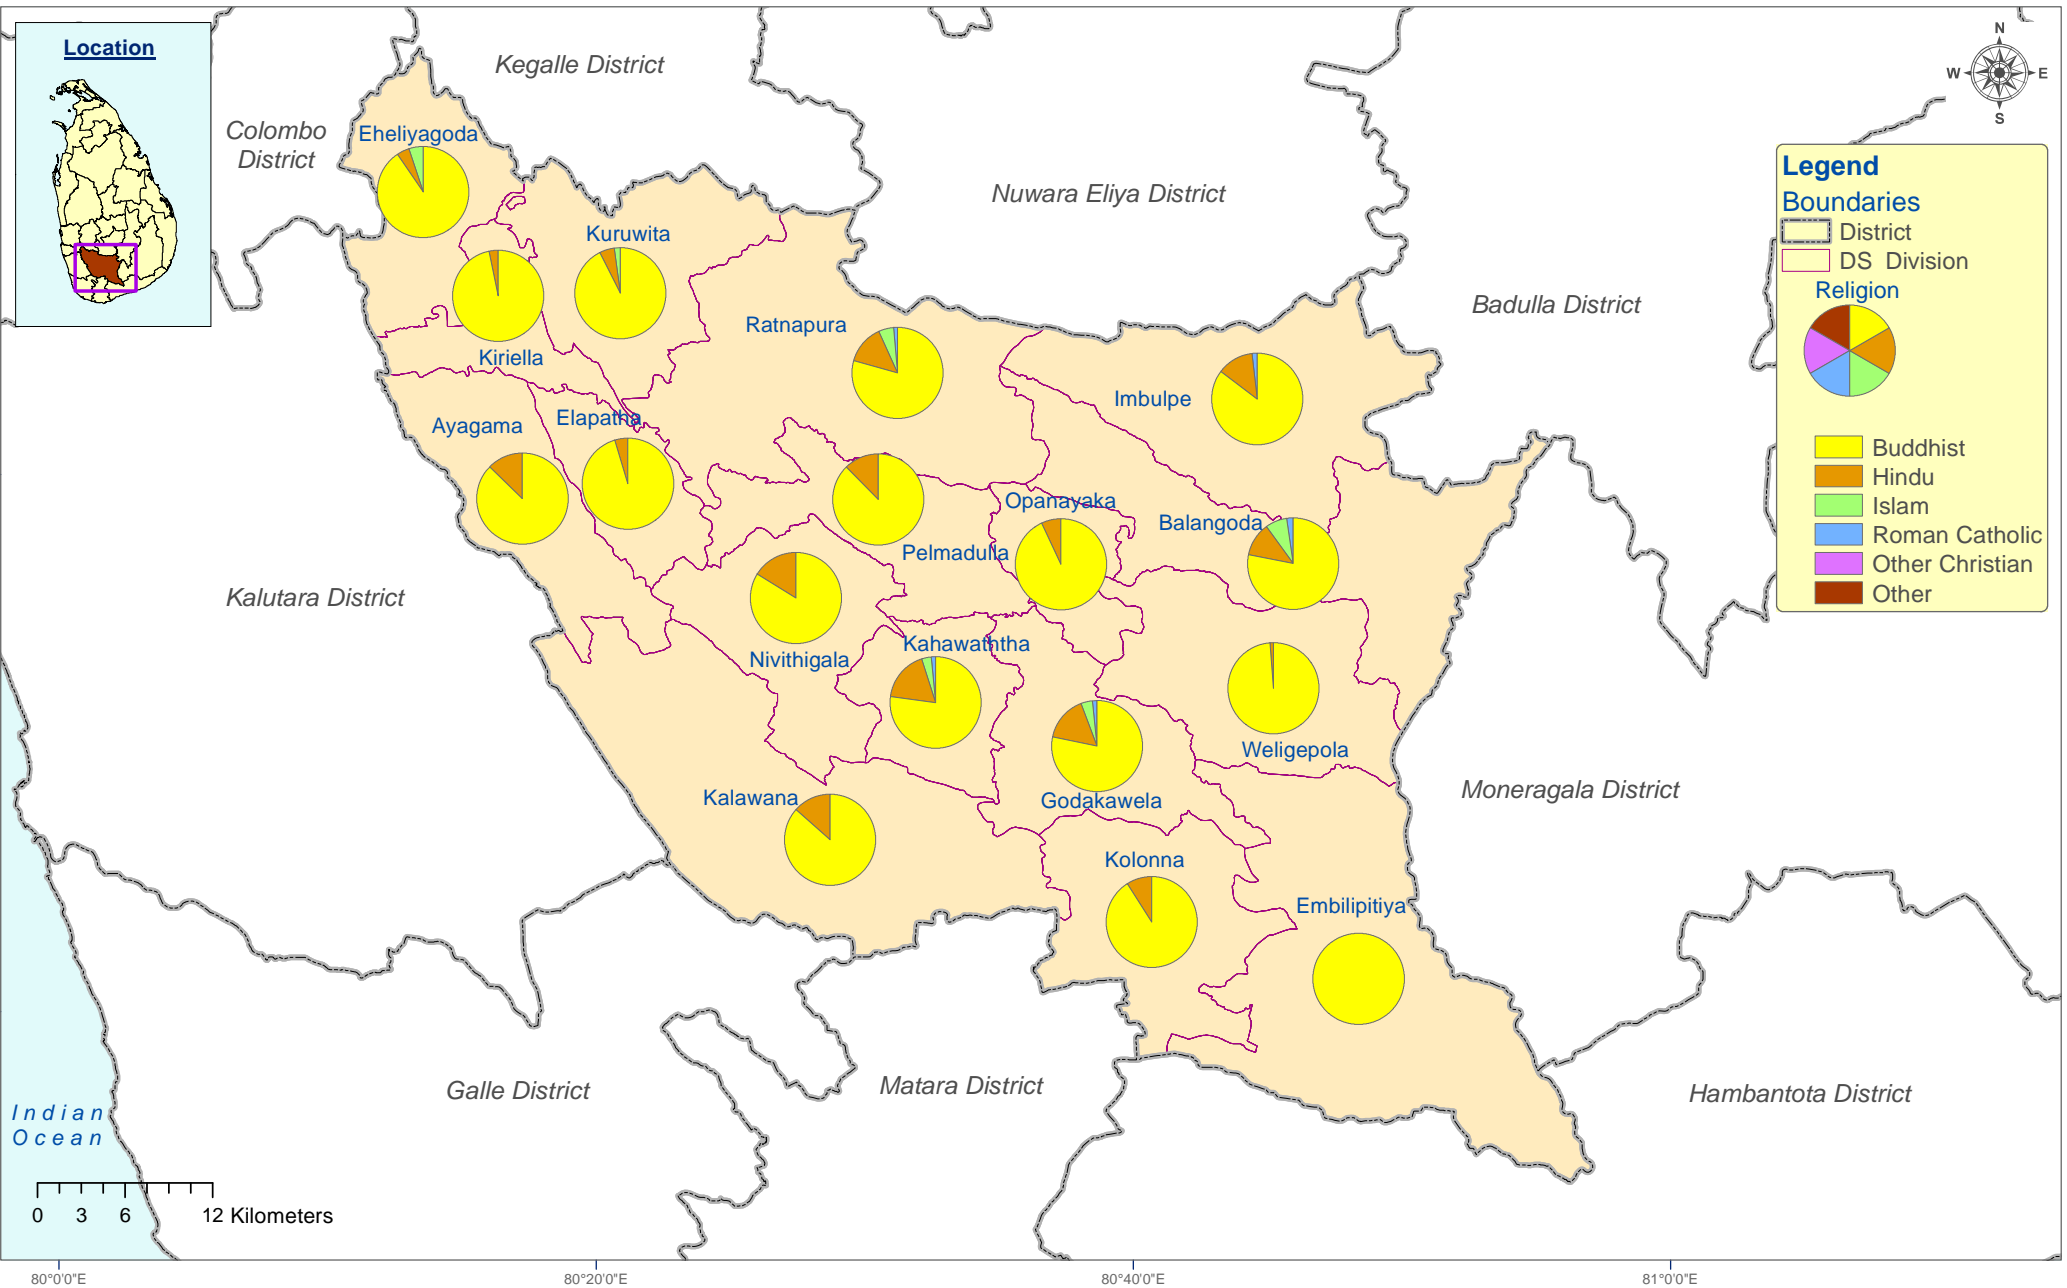 Location
Kegalle District
Colombo
District
Nuwara Eliya District
Badulla District
Kalutara District
Moneragala District
Galle District
Matara District
Hambantota District
Indian
Ocean
Eheliyagoda
Kuruwita
Kiriella
Ratnapura
Imbulpe
Ayagama
Elapatha
Opanayaka
Balangoda
Pelmadulla
Nivithigala
Kahawaththa
Weligepola
Kalawana
Godakawela
Kolonna
Embilipitiya
N
W
E
S
Legend
Boundaries
District
DS Division
Religion
Buddhist
Hindu
Islam
Roman Catholic
Other Christian
Other
0 3 6 12 Kilometers
80°0'0"E 80°20'0"E 80°40'0"E 81°0'0"E